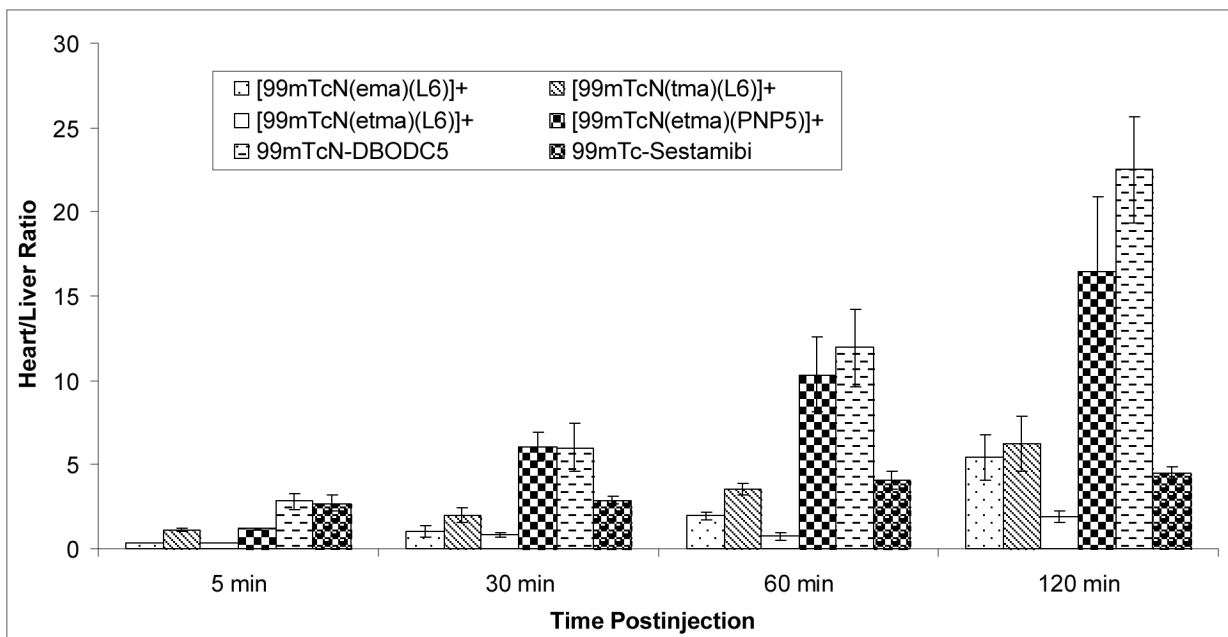 30
25
20
15
10
5
0
Heart/Liver Ratio
[99mTcN(ema)(L6)]+ [99mTcN(tma)(L6)]+
[99mTcN(etma)(L6)]+ [99mTcN(etma)(PNP5)]+
99mTcN-DBODC5 99mTc-Sestamibi
5 min 30 min 60 min 120 min
Time Postinjection